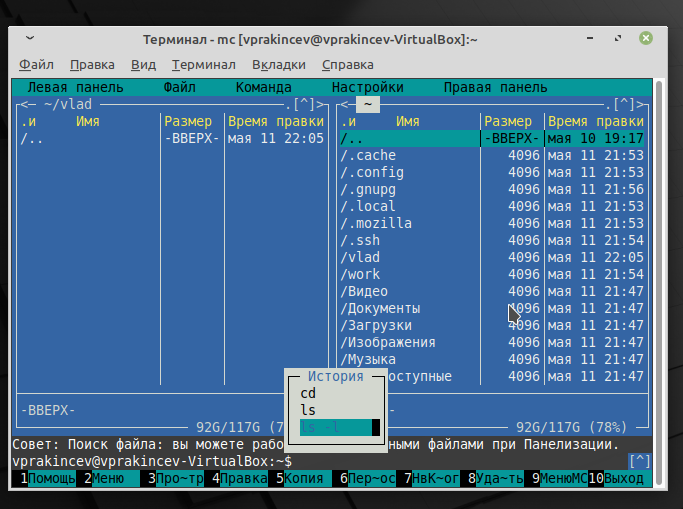 Терминал - mc [vprakincev@vprakincev-VirtualBox]:~
Файл Правка Вид Терминал Вкладки Справка
Левая панель Файл Команда Настройки Правая панель
<─ ~/vlad .[^]>
.и Имя Размер Время правки
/.. -ВВЕРХ- мая 11 22:05
-ВВЕРХ-
92G/117G
<─ ~ .[^]>
.и Имя Размер Время правки
/.. -ВВЕРХ- мая 10 19:17
/.cache 4096 мая 11 21:53
/.config 4096 мая 11 21:53
/.gnupg 4096 мая 11 21:56
/.local 4096 мая 11 21:53
/.mozilla 4096 мая 11 21:53
/.ssh 4096 мая 11 21:54
/vlad 4096 мая 11 22:05
/work 4096 мая 11 21:54
/Видео 4096 мая 11 21:47
/Документы 4096 мая 11 21:47
/Загрузки 4096 мая 11 21:47
/Изображения 4096 мая 11 21:47
/Музыка 4096 мая 11 21:47
оступные 4096 мая 11 21:47
92G/117G (78%)
История
cd
ls
ls -l
Совет: Поиск файла: вы можете рабо ными файлами при Панелизации.
vprakincev@vprakincev-VirtualBox:~$ [^]
1Помощь 2Меню 3Про~тр 4Правка 5Копия 6Пер~ос 7НвК~ог 8Уда~ть 9МенюМС 10Выход